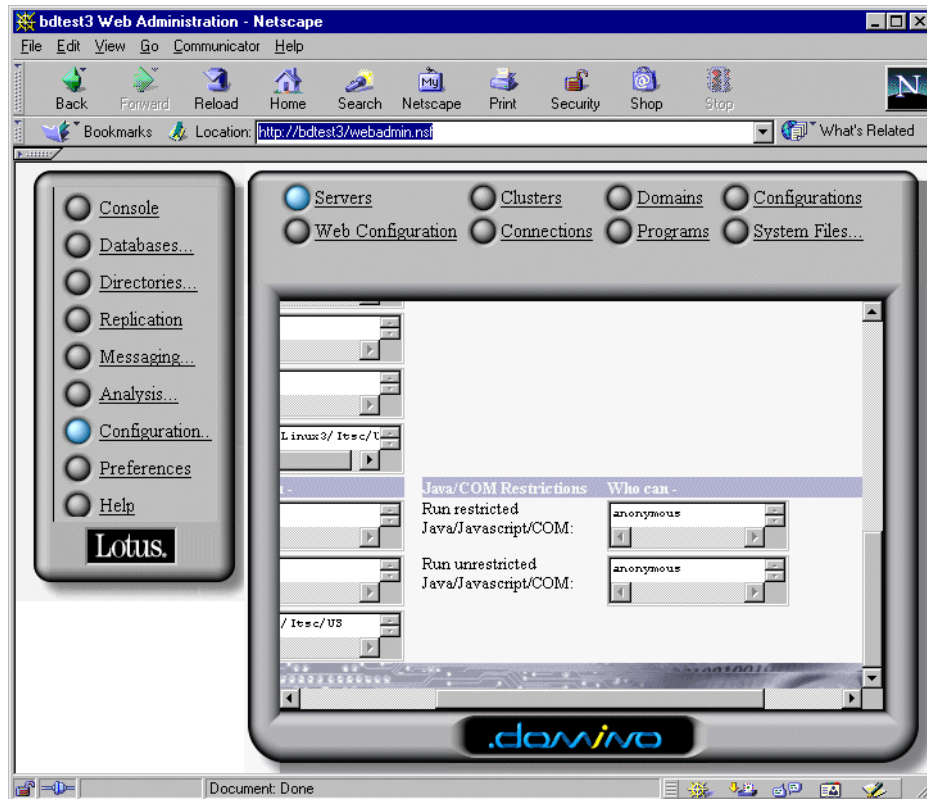 bdtest3 Web Administration - Netscape
File Edit View Go Communicator Help
Back Forward Reload Home Search Netscape Print Security Shop Stop
My
N
Bookmarks Location: http://bdtest3/webadmin.nsf What's Related
Console
Databases...
Directories...
Replication
Messaging...
Analysis...
Configuration..
Preferences
Help
Lotus.
Servers Clusters Domains Configurations
Web Configuration Connections Programs System Files...
Linux3/Itsc/U
Java/COM Restrictions Who can -
Run restricted
Java/Javascript/COM:
anonymous
Run unrestricted
Java/Javascript/COM:
anonymous
/Itsc/US
.domino
Document: Done